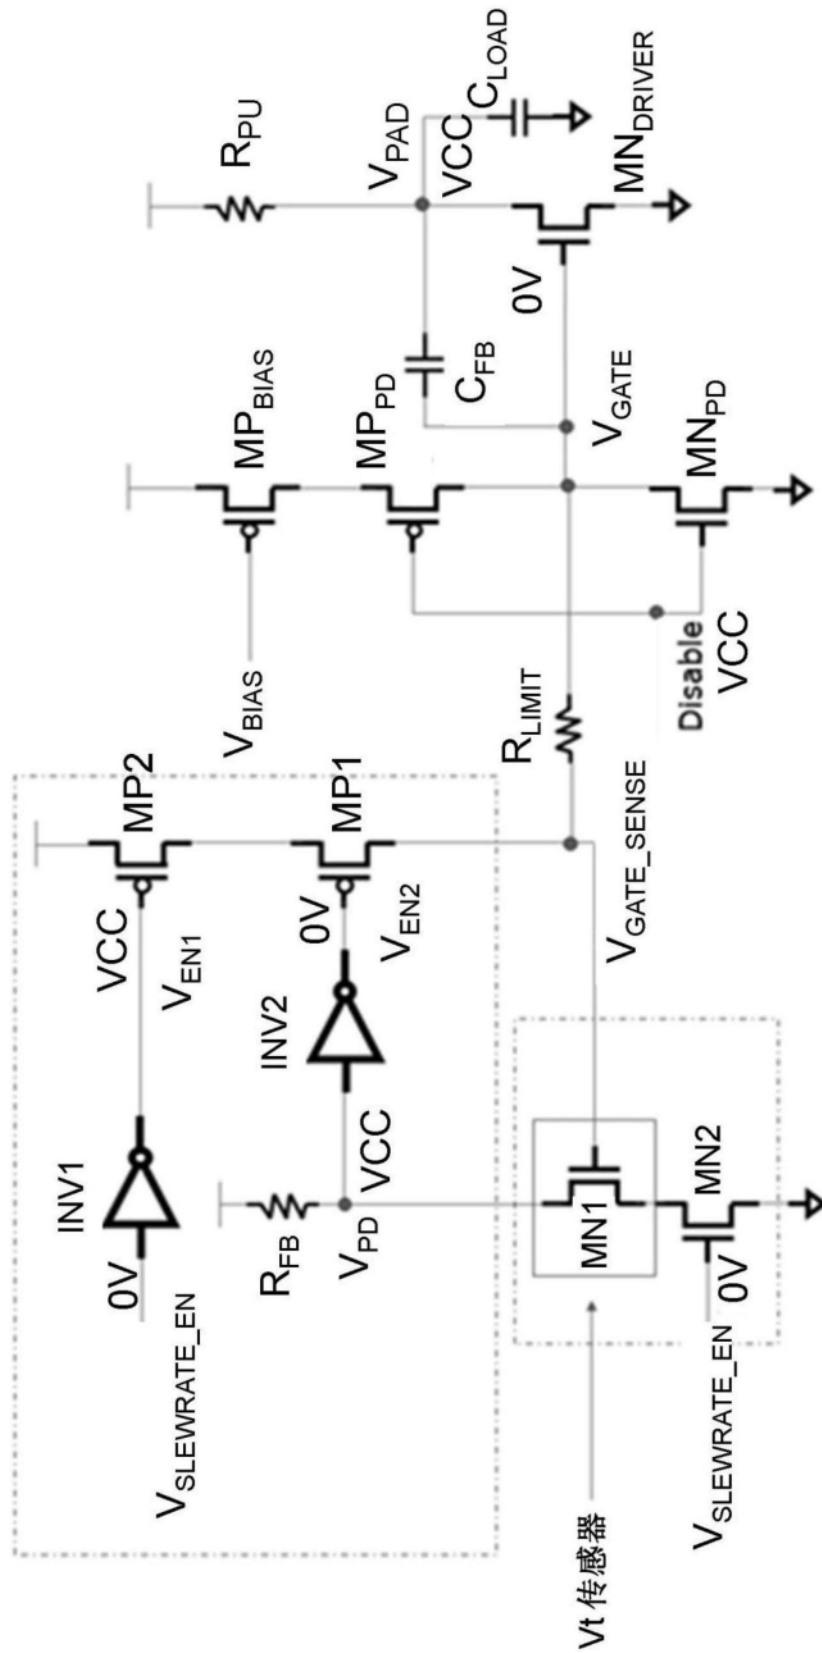 INV1
0V
V_SLEWRATE_EN
VCC
V_EN1
MP2
R_FB
V_PD
VCC
INV2
0V
V_EN2
MP1
Vt 传感器
MN1
V_SLEWRATE_EN
0V
MN2
V_GATE_SENSE
R_LIMIT
V_BIAS
MP_BIAS
MP_PD
Disable
VCC
MN_PD
V_GATE
C_FB
0V
R_PU
V_PAD
VCC
C_LOAD
MN_DRIVER